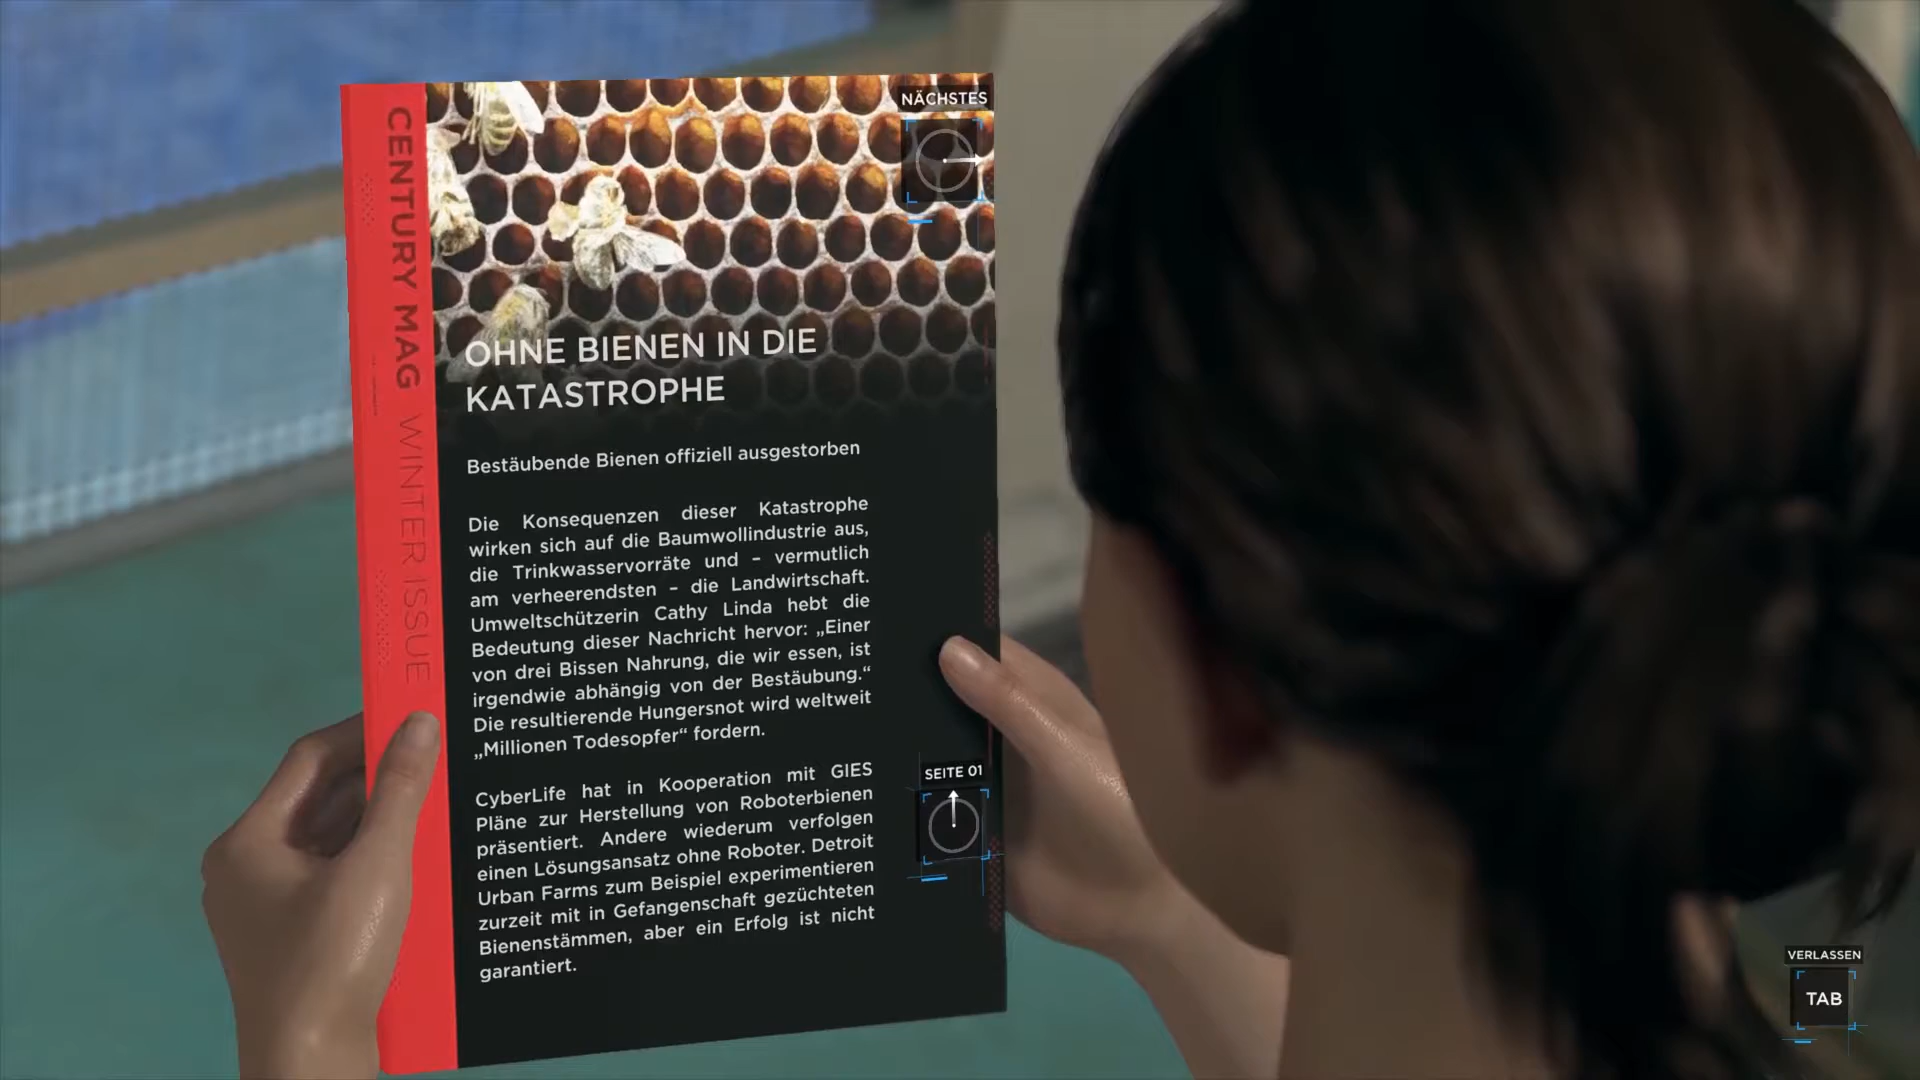 CENTURY MAG WINTER ISSUE
NÄCHSTES
OHNE BIENEN IN DIE
KATASTROPHE
Bestäubende Bienen offiziell ausgestorben
Die Konsequenzen dieser Katastrophe
wirken sich auf die Baumwollindustrie aus,
die Trinkwasservorräte und – vermutlich
am verheerendsten – die Landwirtschaft.
Umweltschützerin Cathy Linda hebt die
Bedeutung dieser Nachricht hervor: „Einer
von drei Bissen Nahrung, die wir essen, ist
irgendwie abhängig von der Bestäubung.“
Die resultierende Hungersnot wird weltweit
„Millionen Todesopfer“ fordern.
CyberLife hat in Kooperation mit GIES
Pläne zur Herstellung von Roboterbienen
präsentiert. Andere wiederum verfolgen
einen Lösungsansatz ohne Roboter. Detroit
Urban Farms zum Beispiel experimentieren
zurzeit mit in Gefangenschaft gezüchteten
Bienenstämmen, aber ein Erfolg ist nicht
garantiert.
SEITE 01
VERLASSEN
TAB